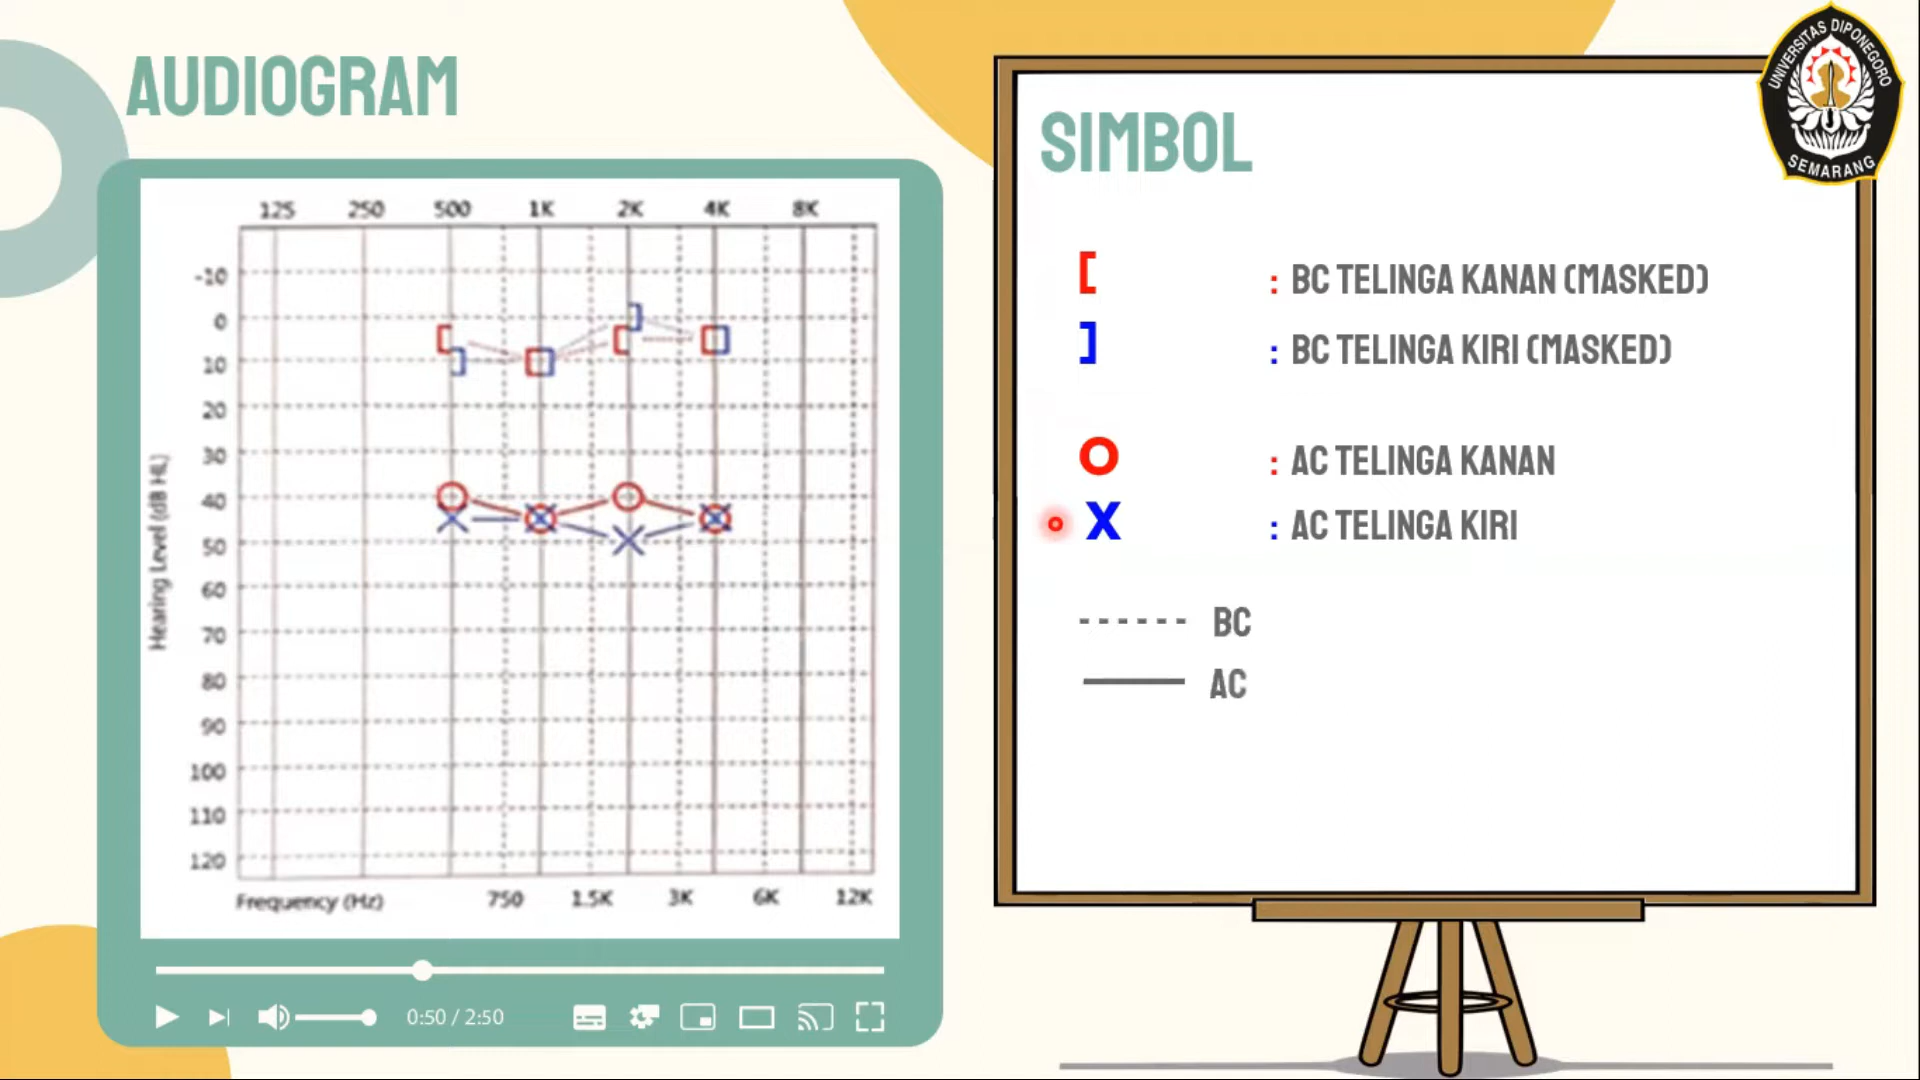 AUDIOGRAM
125 250 500 1K 2K 4K 8K
-10
0
10
20
30
40
50
60
70
80
90
100
110
120
Hearing Level (dB HL)
Frequency (Hz) 750 1.5K 3K 6K 12K
0:50 / 2:50
SIMBOL
[ : BC TELINGA KANAN (MASKED)
] : BC TELINGA KIRI (MASKED)
O : AC TELINGA KANAN
X : AC TELINGA KIRI
------ BC
AC
UNIVERSITAS DIPONEGORO
SEMARANG